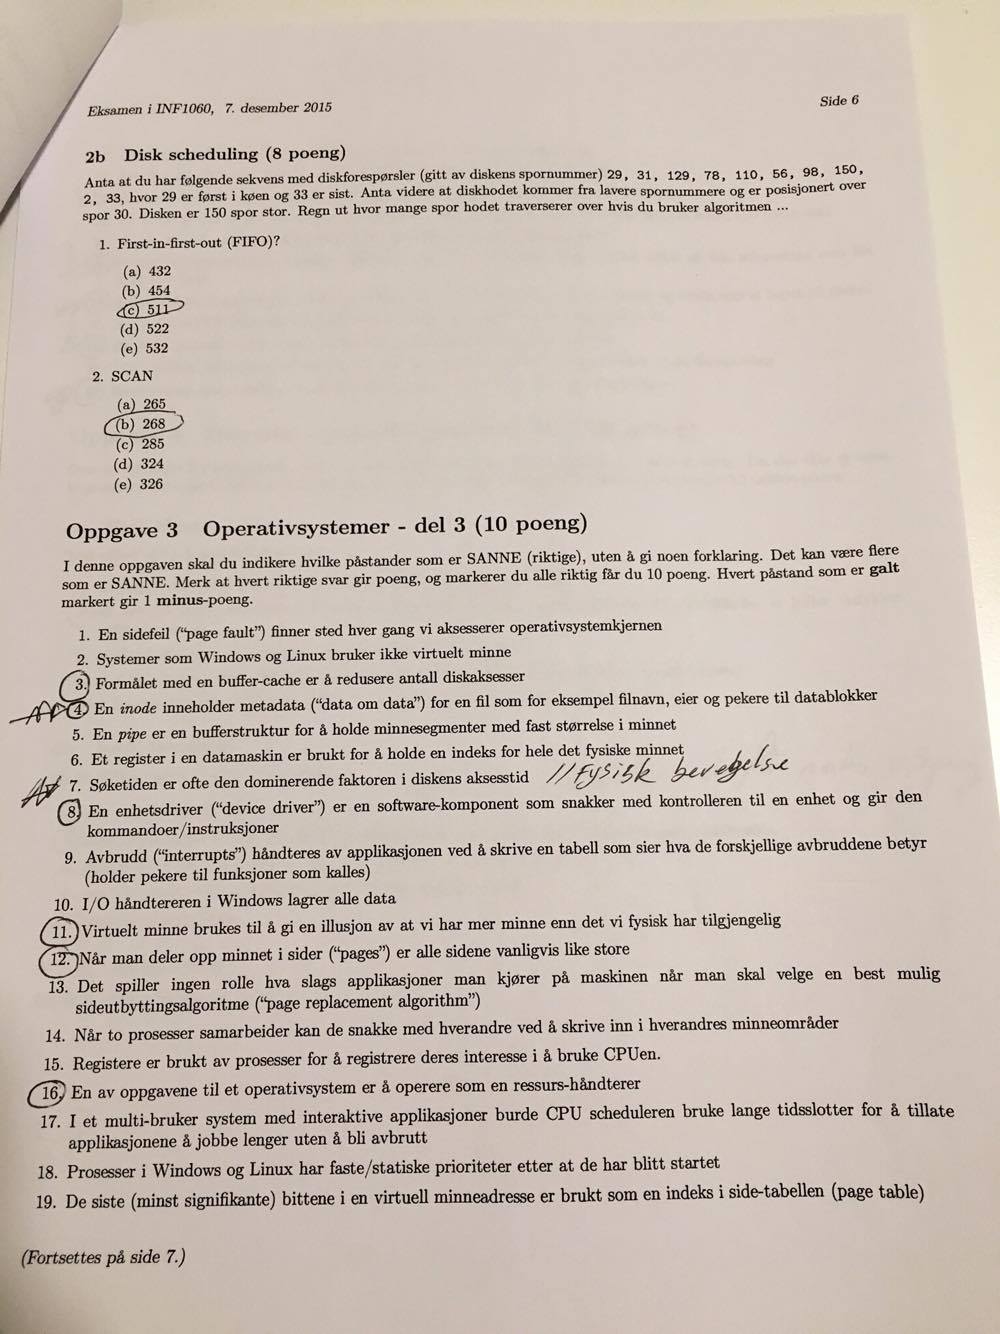 Eksamen i INF1060, 7. desember 2015
Side 6
2b Disk scheduling (8 poeng)
Anta at du har følgende sekvens med diskforespørsler (gitt av diskens spornummer) 29, 31, 129, 78, 110, 56, 98, 150,
2, 33, hvor 29 er først i køen og 33 er sist. Anta videre at diskhodet kommer fra lavere spornummere og er posisjonert over
spor 30. Disken er 150 spor stor. Regn ut hvor mange spor hodet traverserer over hvis du bruker algoritmen ...
1. First-in-first-out (FIFO)?
(a) 432
(b) 454
(c) 511
(d) 522
(e) 532
2. SCAN
(a) 265
(b) 268
(c) 285
(d) 324
(e) 326
Oppgave 3 Operativsystemer - del 3 (10 poeng)
I denne oppgaven skal du indikere hvilke påstander som er SANNE (riktige), uten å gi noen forklaring. Det kan være flere
som er SANNE. Merk at hvert riktige svar gir poeng, og markerer du alle riktig får du 10 poeng. Hvert påstand som er galt
markert gir 1 minus-poeng.
1. En sidefeil (“page fault”) finner sted hver gang vi aksesserer operativsystemkjernen
2. Systemer som Windows og Linux bruker ikke virtuelt minne
3. Formålet med en buffer-cache er å redusere antall diskaksesser
4. En inode inneholder metadata (“data om data”) for en fil som for eksempel filnavn, eier og pekere til datablokker
5. En pipe er en bufferstruktur for å holde minnesegmenter med fast størrelse i minnet
6. Et register i en datamaskin er brukt for å holde en indeks for hele det fysiske minnet
7. Søketiden er ofte den dominerende faktoren i diskens aksesstid // Fysisk bevegelse
8. En enhetsdriver (“device driver”) er en software-komponent som snakker med kontrolleren til en enhet og gir den
kommandoer/instruksjoner
9. Avbrudd (“interrupts”) håndteres av applikasjonen ved å skrive en tabell som sier hva de forskjellige avbruddene betyr
(holder pekere til funksjoner som kalles)
10. I/O håndtereren i Windows lagrer alle data
11. Virtuelt minne brukes til å gi en illusjon av at vi har mer minne enn det vi fysisk har tilgjengelig
12. Når man deler opp minnet i sider (“pages”) er alle sidene vanligvis like store
13. Det spiller ingen rolle hva slags applikasjoner man kjører på maskinen når man skal velge en best mulig
sideutbyttingsalgoritme (“page replacement algorithm”)
14. Når to prosesser samarbeider kan de snakke med hverandre ved å skrive inn i hverandres minneområder
15. Registere er brukt av prosesser for å registrere deres interesse i å bruke CPUen.
16. En av oppgavene til et operativsystem er å operere som en ressurs-håndterer
17. I et multi-bruker system med interaktive applikasjoner burde CPU scheduleren bruke lange tidsslotter for å tillate
applikasjonene å jobbe lenger uten å bli avbrutt
18. Prosesser i Windows og Linux har faste/statiske prioriteter etter at de har blitt startet
19. De siste (minst signifikante) bittene i en virtuell minneadresse er brukt som en indeks i side-tabellen (page table)
(Fortsettes på side 7.)